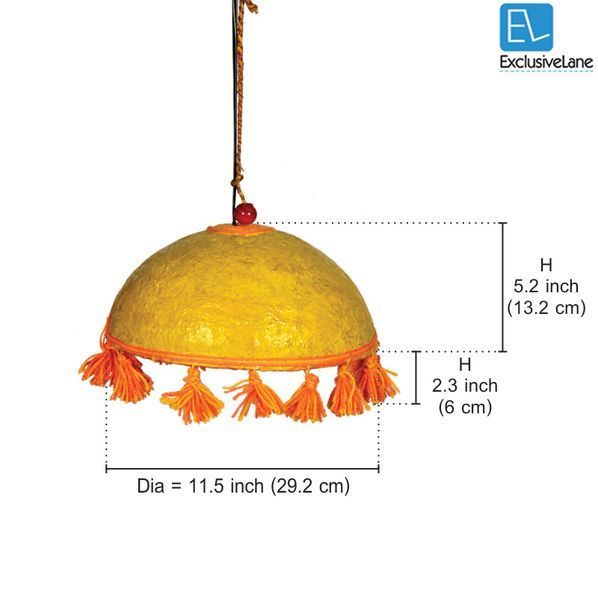 EL
ExclusiveLane
H
5.2 inch
(13.2 cm)
H
2.3 inch
(6 cm)
Dia = 11.5 inch (29.2 cm)